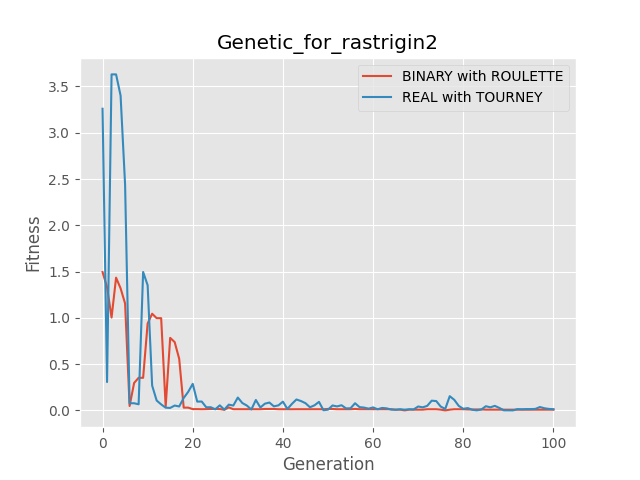 Genetic_for_rastrigin2
BINARY with ROULETTE
REAL with TOURNEY
Fitness
3.5
3.0
2.5
2.0
1.5
1.0
0.5
0.0
0 20 40 60 80 100
Generation